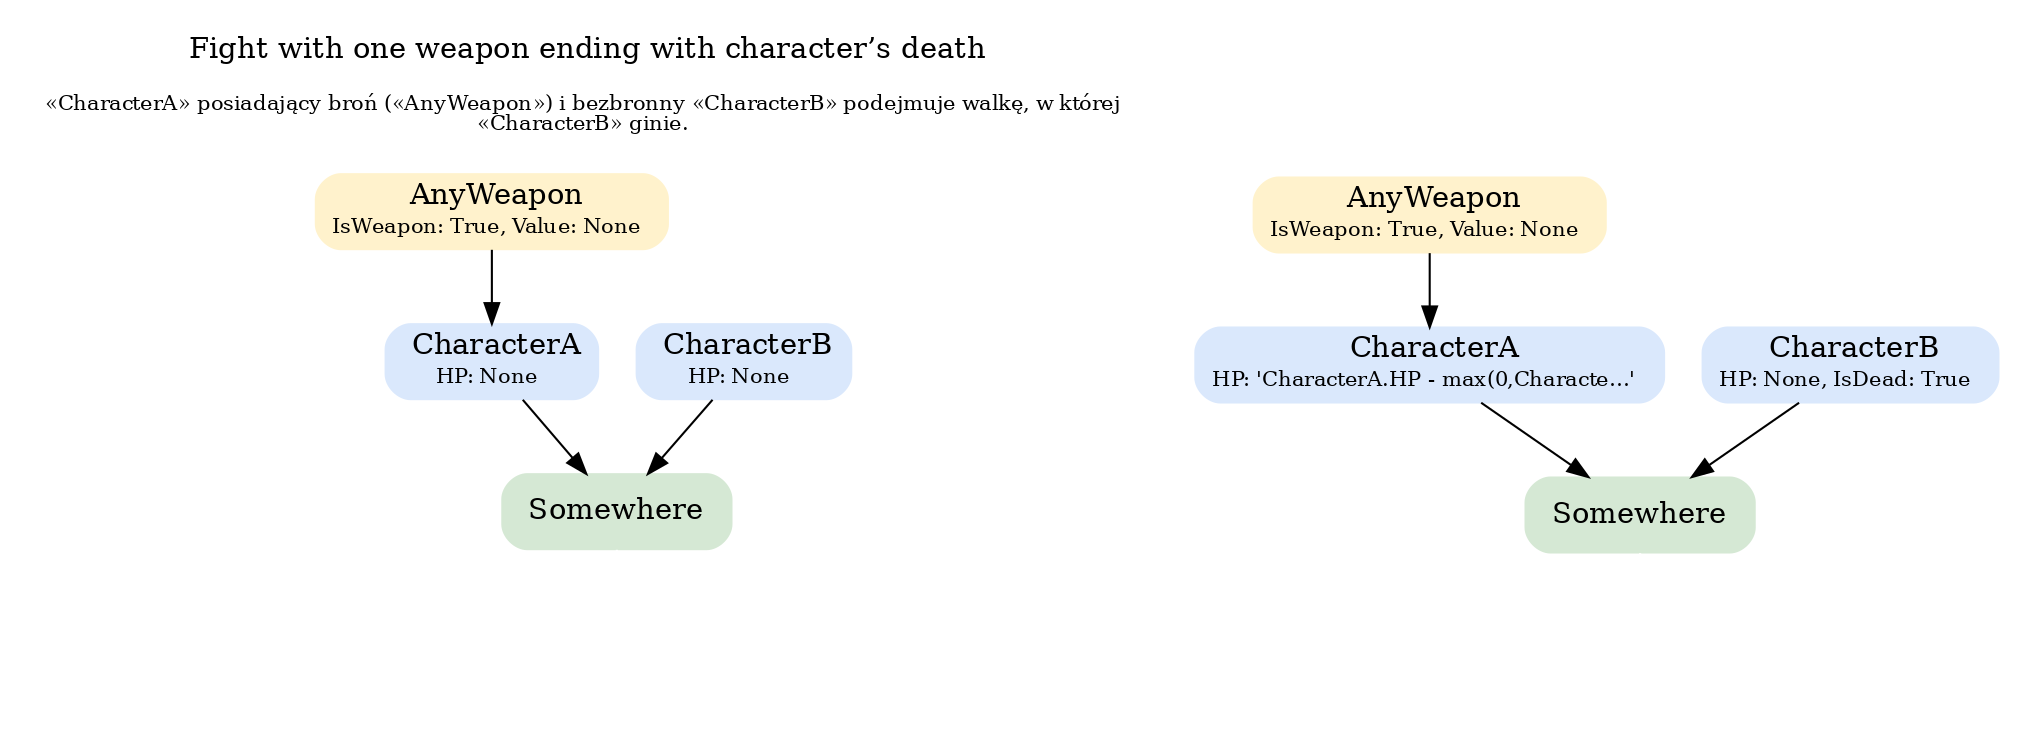 Fight with one weapon ending with character’s death
«CharacterA» posiadający broń («AnyWeapon») i bezbronny «CharacterB» podejmuje walkę, w której
«CharacterB» ginie.
AnyWeapon
IsWeapon: True, Value: None
CharacterA
HP: None
CharacterB
HP: None
Somewhere
AnyWeapon
IsWeapon: True, Value: None
CharacterA
HP: 'CharacterA.HP - max(0,Characte...'
CharacterB
HP: None, IsDead: True
Somewhere